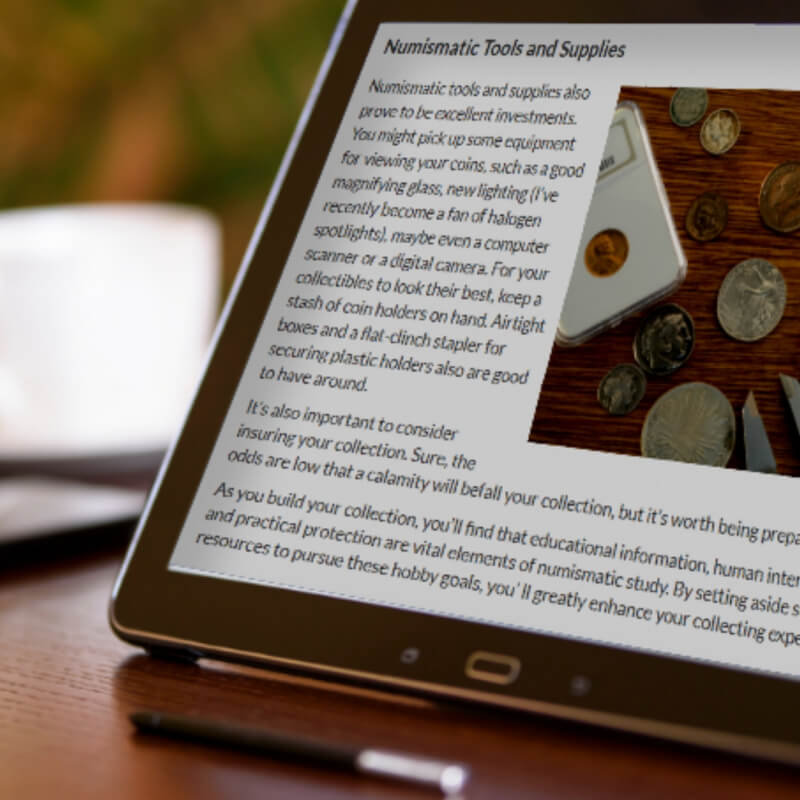 Numismatic Tools and Supplies
Numismatic tools and supplies also
prove to be excellent investments.
You might pick up some equipment
for viewing your coins, such as a good
magnifying glass, new lighting (I've
recently become a fan of halogen
spotlights), maybe even a computer
scanner or a digital camera. For your
collectibles to look their best, keep a
stash of coin holders on hand. Airtight
boxes and a flat-clinch stapler for
securing plastic holders also are good
to have around.
It's also important to consider
insuring your collection. Sure, the
odds are low that a calamity will befall your collection, but it's worth being prepa
As you build your collection, you'll find that educational information, human inter
and practical protection are vital elements of numismatic study. By setting aside s
resources to pursue these hobby goals, you'll greatly enhance your collecting expe